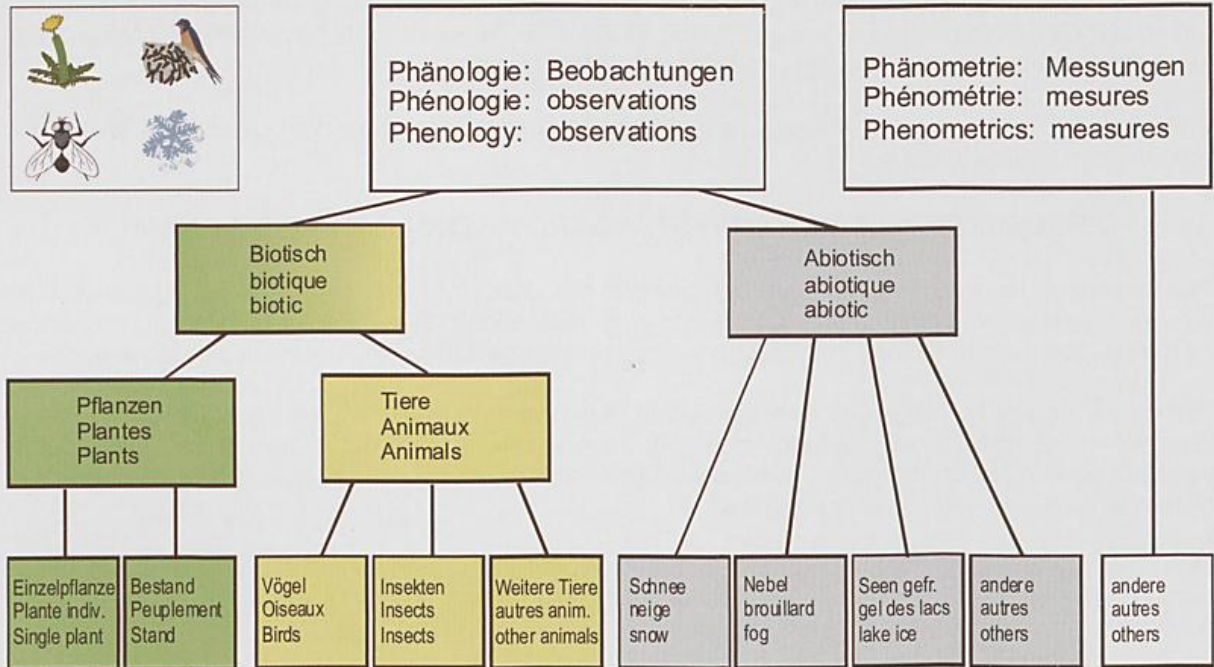 Phänologie: Beobachtungen
Phénologie: observations
Phenology: observations
Phänometrie: Messungen
Phénométrie: mesures
Phenometrics: measures
Biotisch
biotique
biotic
Abiotisch
abiotique
abiotic
Pflanzen
Plantes
Plants
Tiere
Animaux
Animals
Einzelpflanze
Plante indiv.
Single plant
Bestand
Peuplement
Stand
Vögel
Oiseaux
Birds
Insekten
Insects
Insects
Weitere Tiere
autres anim.
other animals
Schnee
neige
snow
Nebel
brouillard
fog
Seen gefr.
gel des lacs
lake ice
andere
autres
others
andere
autres
others